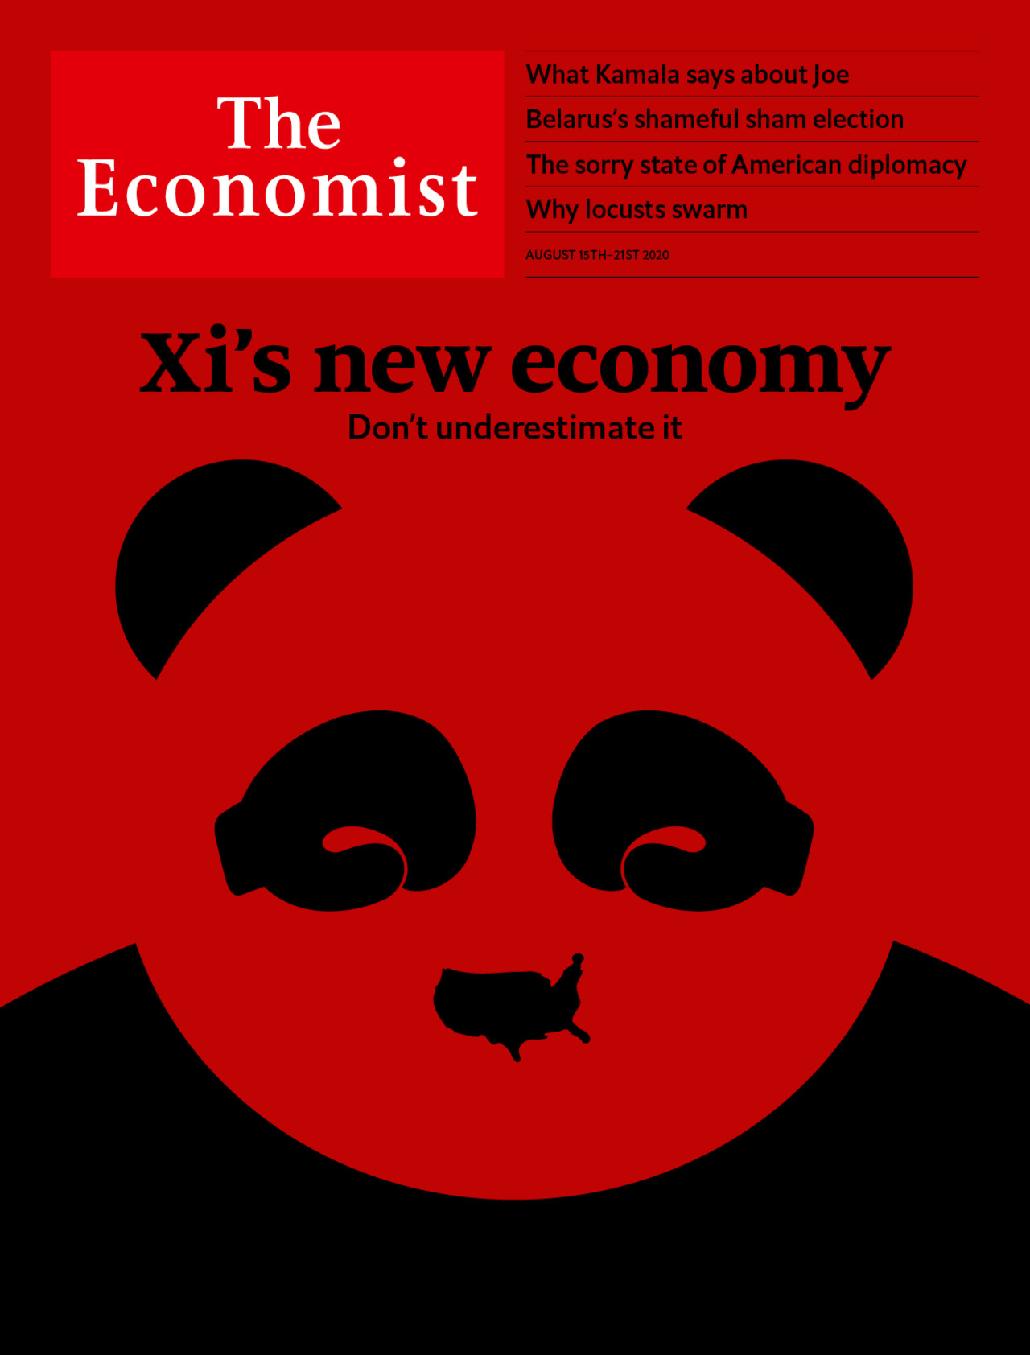 The
Economist
What Kamala says about Joe
Belarus's shameful sham election
The sorry state of American diplomacy
Why locusts swarm
AUGUST 15TH–21ST 2020
Xi's new economy
Don't underestimate it